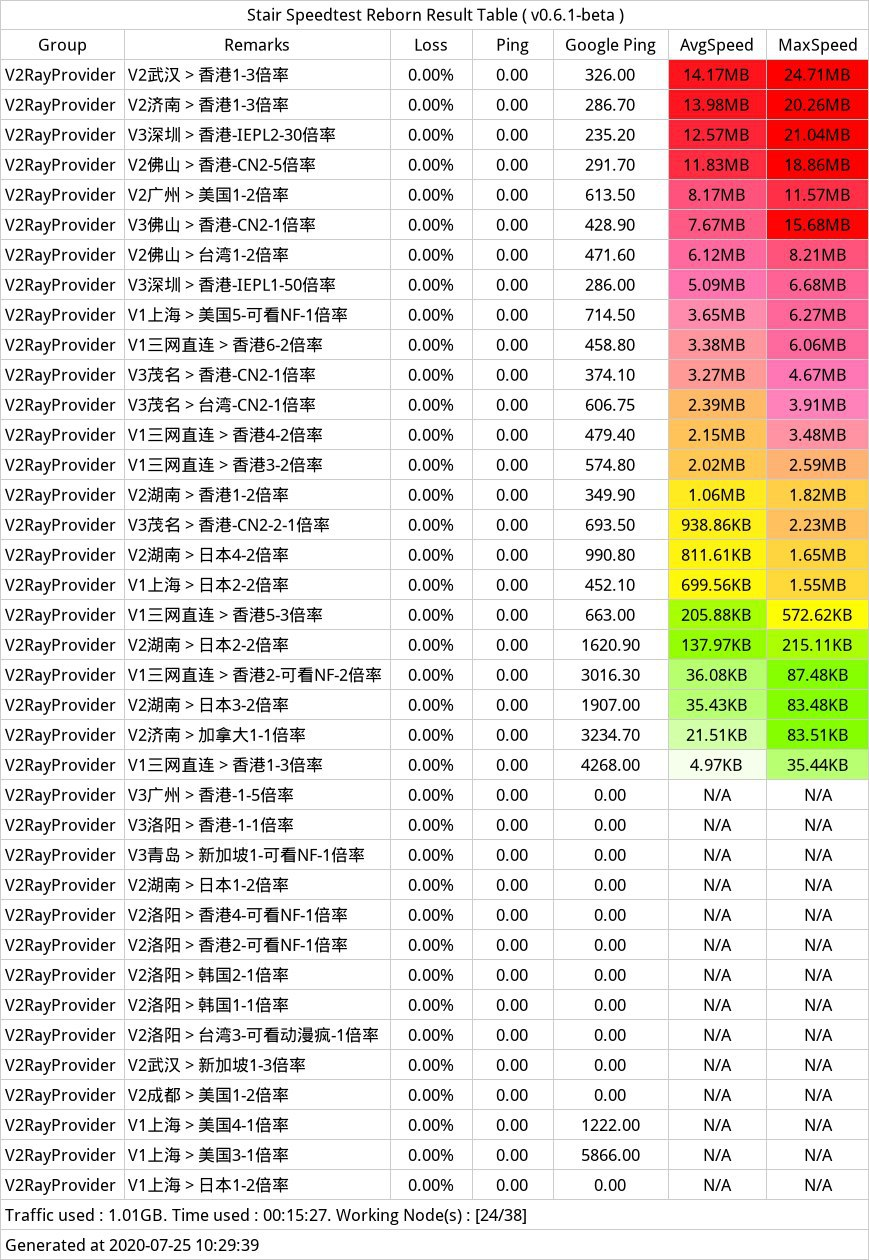 Stair Speedtest Reborn Result Table ( v0.6.1-beta )
Group Remarks Loss Ping Google Ping AvgSpeed MaxSpeed
V2RayProvider V2武汉 > 香港1-3倍率 0.00% 0.00 326.00 14.17MB 24.71MB
V2RayProvider V2济南 > 香港1-3倍率 0.00% 0.00 286.70 13.98MB 20.26MB
V2RayProvider V3深圳 > 香港-IEPL2-30倍率 0.00% 0.00 235.20 12.57MB 21.04MB
V2RayProvider V2佛山 > 香港-CN2-5倍率 0.00% 0.00 291.70 11.83MB 18.86MB
V2RayProvider V2广州 > 美国1-2倍率 0.00% 0.00 613.50 8.17MB 11.57MB
V2RayProvider V3佛山 > 香港-CN2-1倍率 0.00% 0.00 428.90 7.67MB 15.68MB
V2RayProvider V2佛山 > 台湾1-2倍率 0.00% 0.00 471.60 6.12MB 8.21MB
V2RayProvider V3深圳 > 香港-IEPL1-50倍率 0.00% 0.00 286.00 5.09MB 6.68MB
V2RayProvider V1上海 > 美国5-可看NF-1倍率 0.00% 0.00 714.50 3.65MB 6.27MB
V2RayProvider V1三网直连 > 香港6-2倍率 0.00% 0.00 458.80 3.38MB 6.06MB
V2RayProvider V3茂名 > 香港-CN2-1倍率 0.00% 0.00 374.10 3.27MB 4.67MB
V2RayProvider V3茂名 > 台湾-CN2-1倍率 0.00% 0.00 606.75 2.39MB 3.91MB
V2RayProvider V1三网直连 > 香港4-2倍率 0.00% 0.00 479.40 2.15MB 3.48MB
V2RayProvider V1三网直连 > 香港3-2倍率 0.00% 0.00 574.80 2.02MB 2.59MB
V2RayProvider V2湖南 > 香港1-2倍率 0.00% 0.00 349.90 1.06MB 1.82MB
V2RayProvider V3茂名 > 香港-CN2-2-1倍率 0.00% 0.00 693.50 938.86KB 2.23MB
V2RayProvider V2湖南 > 日本4-2倍率 0.00% 0.00 990.80 811.61KB 1.65MB
V2RayProvider V1上海 > 日本2-2倍率 0.00% 0.00 452.10 699.56KB 1.55MB
V2RayProvider V1三网直连 > 香港5-3倍率 0.00% 0.00 663.00 205.88KB 572.62KB
V2RayProvider V2湖南 > 日本2-2倍率 0.00% 0.00 1620.90 137.97KB 215.11KB
V2RayProvider V1三网直连 > 香港2-可看NF-2倍率 0.00% 0.00 3016.30 36.08KB 87.48KB
V2RayProvider V2湖南 > 日本3-2倍率 0.00% 0.00 1907.00 35.43KB 83.48KB
V2RayProvider V2济南 > 加拿大1-1倍率 0.00% 0.00 3234.70 21.51KB 83.51KB
V2RayProvider V1三网直连 > 香港1-3倍率 0.00% 0.00 4268.00 4.97KB 35.44KB
V2RayProvider V3广州 > 香港-1-5倍率 0.00% 0.00 0.00 N/A N/A
V2RayProvider V3洛阳 > 香港-1-1倍率 0.00% 0.00 0.00 N/A N/A
V2RayProvider V3青岛 > 新加坡1-可看NF-1倍率 0.00% 0.00 0.00 N/A N/A
V2RayProvider V2湖南 > 日本1-2倍率 0.00% 0.00 0.00 N/A N/A
V2RayProvider V2洛阳 > 香港4-可看NF-1倍率 0.00% 0.00 0.00 N/A N/A
V2RayProvider V2洛阳 > 香港2-可看NF-1倍率 0.00% 0.00 0.00 N/A N/A
V2RayProvider V2洛阳 > 韩国2-1倍率 0.00% 0.00 0.00 N/A N/A
V2RayProvider V2洛阳 > 韩国1-1倍率 0.00% 0.00 0.00 N/A N/A
V2RayProvider V2洛阳 > 台湾3-可看动漫疯-1倍率 0.00% 0.00 0.00 N/A N/A
V2RayProvider V2武汉 > 新加坡1-3倍率 0.00% 0.00 0.00 N/A N/A
V2RayProvider V2成都 > 美国1-2倍率 0.00% 0.00 0.00 N/A N/A
V2RayProvider V1上海 > 美国4-1倍率 0.00% 0.00 1222.00 N/A N/A
V2RayProvider V1上海 > 美国3-1倍率 0.00% 0.00 5866.00 N/A N/A
V2RayProvider V1上海 > 日本1-2倍率 0.00% 0.00 0.00 N/A N/A
Traffic used : 1.01GB. Time used : 00:15:27. Working Node(s) : [24/38]
Generated at 2020-07-25 10:29:39